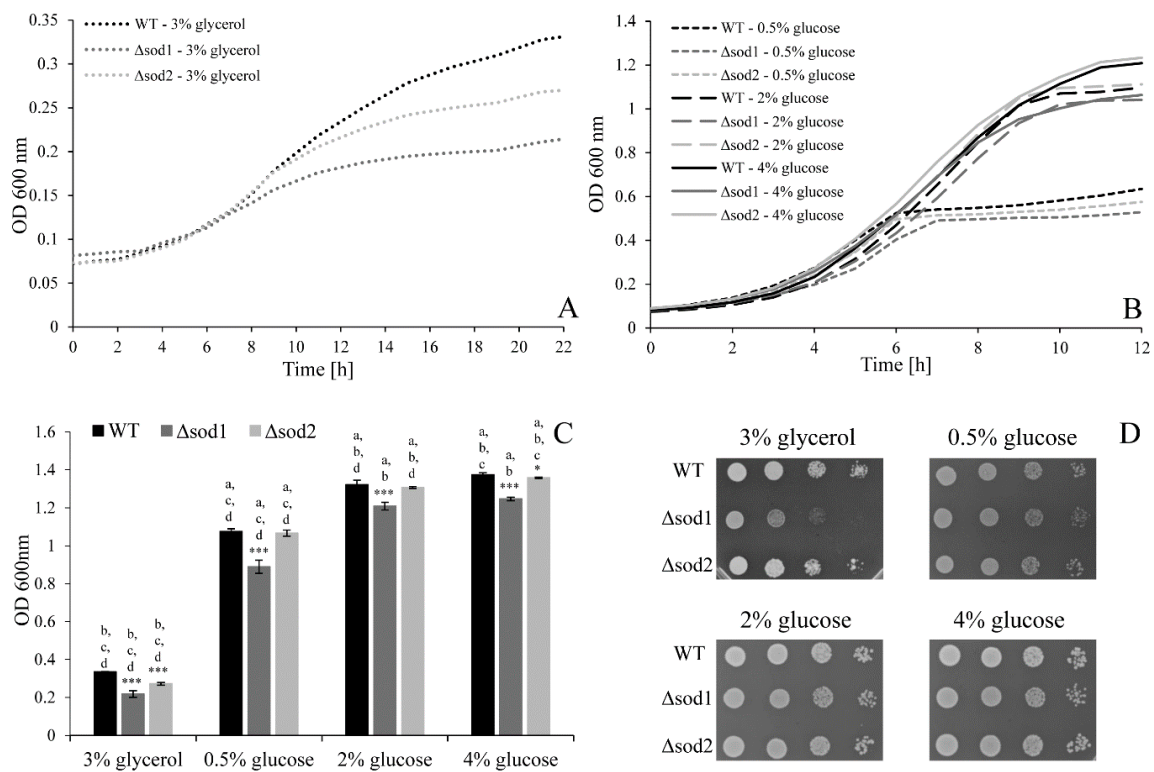 0.35
0.3
0.25
0.2
0.15
0.1
0.05
0
OD 600 nm
WT - 3% glycerol
Δsod1 - 3% glycerol
Δsod2 - 3% glycerol
A
0 2 4 6 8 10 12 14 16 18 20 22
Time [h]
1.4
1.2
1
0.8
0.6
0.4
0.2
0
OD 600 nm
WT - 0.5% glucose
Δsod1 - 0.5% glucose
Δsod2 - 0.5% glucose
WT - 2% glucose
Δsod1 - 2% glucose
Δsod2 - 2% glucose
WT - 4% glucose
Δsod1 - 4% glucose
Δsod2 - 4% glucose
B
0 2 4 6 8 10 12
Time [h]
WT Δsod1 Δsod2
C
1.6
1.4
1.2
1
0.8
0.6
0.4
0.2
0
OD 600nm
b,
c,
d
b,
c,
d
***
b,
c,
d
***
a,
c,
d
a,
c,
d
***
a,
c,
d
a,
b,
d
a,
b
***
a,
b,
d
a,
b,
c
a,
b
***
a,
b,
c
*
3% glycerol 0.5% glucose 2% glucose 4% glucose
D
3% glycerol 0.5% glucose
WT
Δsod1
Δsod2
2% glucose 4% glucose
WT
Δsod1
Δsod2